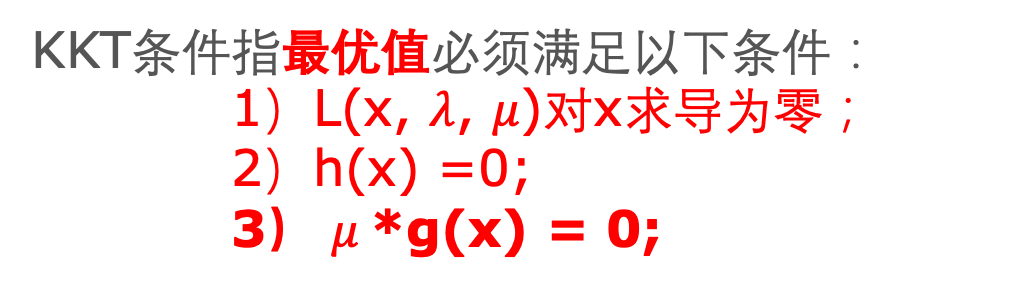 KKT条件指最优值必须满足以下条件：
1）L(x, λ, μ)对x求导为零；
2）h(x) =0;
3） μ *g(x) = 0;